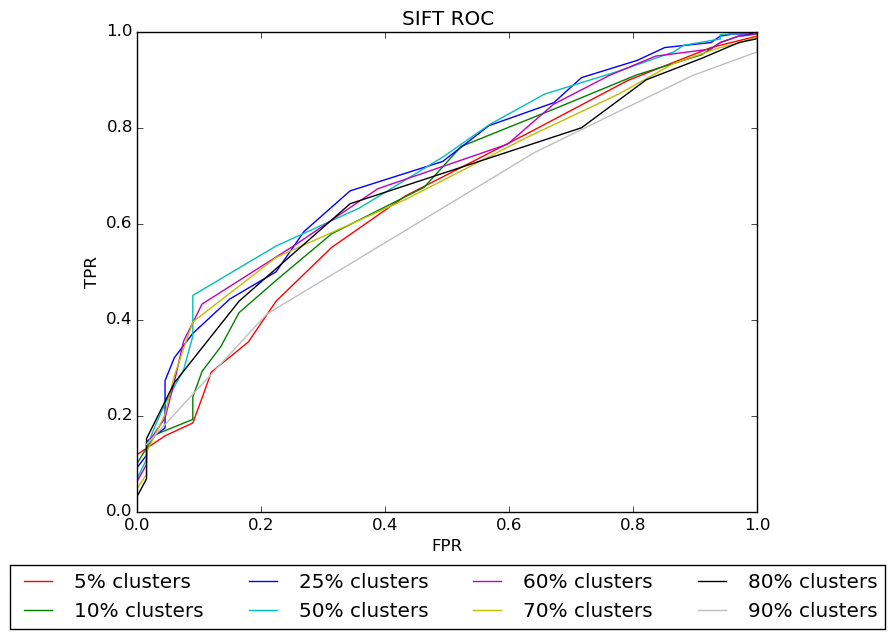 SIFT ROC
1.0
0.8
0.6
0.4
0.2
0.0
TPR
0.0 0.2 0.4 0.6 0.8 1.0
FPR
5% clusters 25% clusters 60% clusters 80% clusters
10% clusters 50% clusters 70% clusters 90% clusters